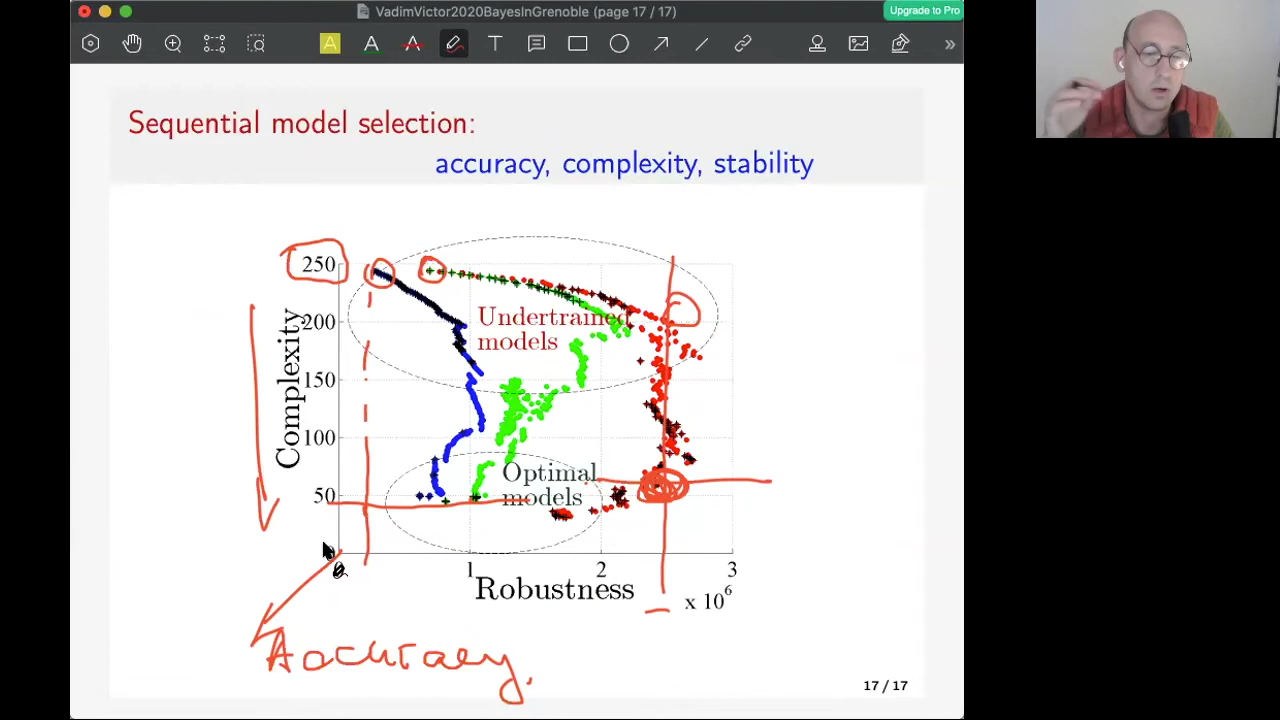 VadimVictor2020BayesInGrenoble (page 17 / 17)
Upgrade to Pro
Sequential model selection:
accuracy, complexity, stability
250
200
150
100
50
Complexity
Undertrained
models
Optimal
models
1
2
3
Robustness
x 10^6
Accuracy.
17 / 17